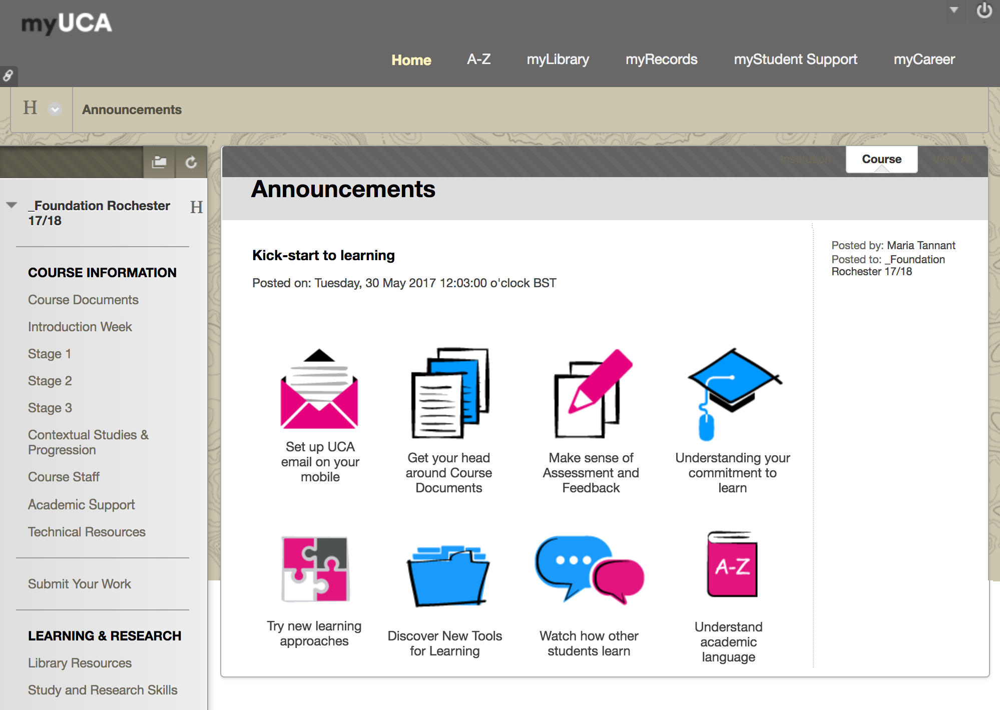 myUCA
Home A-Z myLibrary myRecords myStudent Support myCareer
H
Announcements
Institution Course View All
_Foundation Rochester
17/18
H
COURSE INFORMATION
Course Documents
Introduction Week
Stage 1
Stage 2
Stage 3
Contextual Studies &
Progression
Course Staff
Academic Support
Technical Resources
Submit Your Work
LEARNING & RESEARCH
Library Resources
Study and Research Skills
Announcements
Kick-start to learning
Posted on: Tuesday, 30 May 2017 12:03:00 o'clock BST
Posted by: Maria Tannant
Posted to: _Foundation
Rochester 17/18
Set up UCA
email on your
mobile
Get your head
around Course
Documents
Make sense of
Assessment and
Feedback
Understanding your
commitment to
learn
Try new learning
approaches
Discover New Tools
for Learning
Watch how other
students learn
A-Z
Understand
academic
language